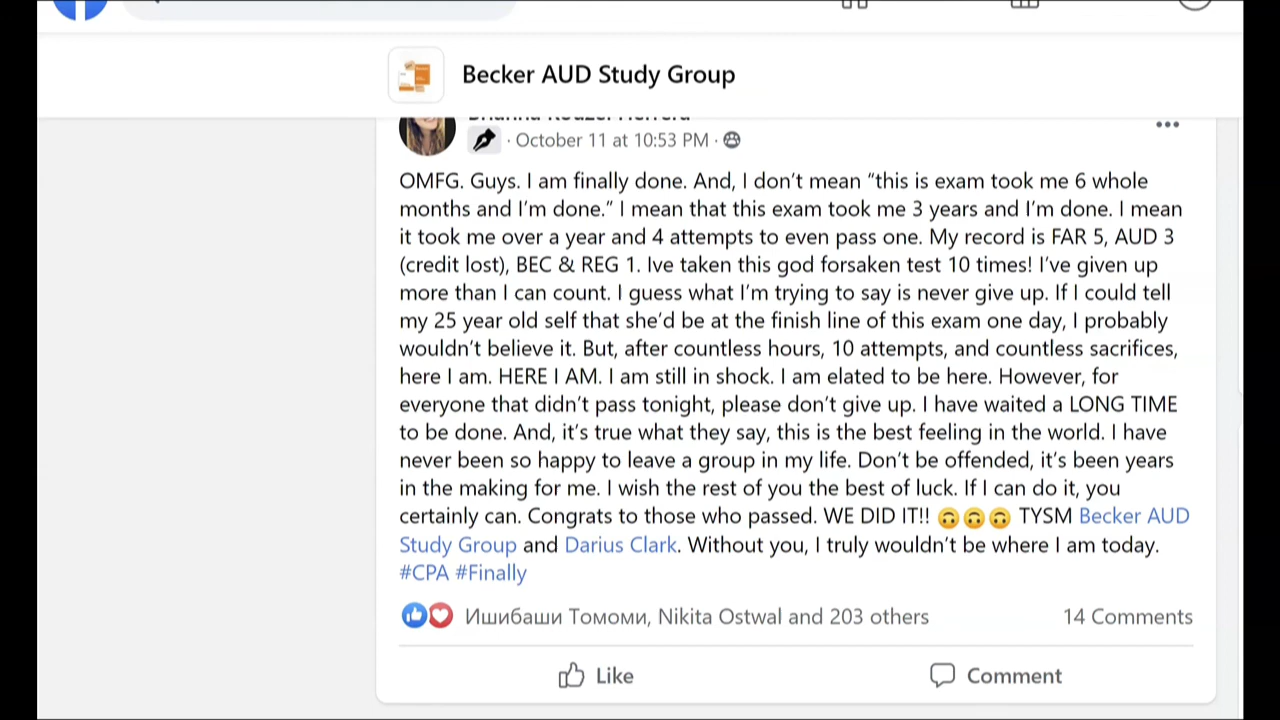 Becker AUD Study Group
· October 11 at 10:53 PM ·
OMFG. Guys. I am finally done. And, I don't mean “this is exam took me 6 whole
months and I'm done.” I mean that this exam took me 3 years and I'm done. I mean
it took me over a year and 4 attempts to even pass one. My record is FAR 5, AUD 3
(credit lost), BEC & REG 1. Ive taken this god forsaken test 10 times! I've given up
more than I can count. I guess what I'm trying to say is never give up. If I could tell
my 25 year old self that she'd be at the finish line of this exam one day, I probably
wouldn't believe it. But, after countless hours, 10 attempts, and countless sacrifices,
here I am. HERE I AM. I am still in shock. I am elated to be here. However, for
everyone that didn't pass tonight, please don't give up. I have waited a LONG TIME
to be done. And, it's true what they say, this is the best feeling in the world. I have
never been so happy to leave a group in my life. Don't be offended, it's been years
in the making for me. I wish the rest of you the best of luck. If I can do it, you
certainly can. Congrats to those who passed. WE DID IT!! 🙃🙃🙃 TYSM Becker AUD
Study Group and Darius Clark. Without you, I truly wouldn't be where I am today.
#CPA #Finally
Ишибаши Томоми, Nikita Ostwal and 203 others 14 Comments
Like Comment